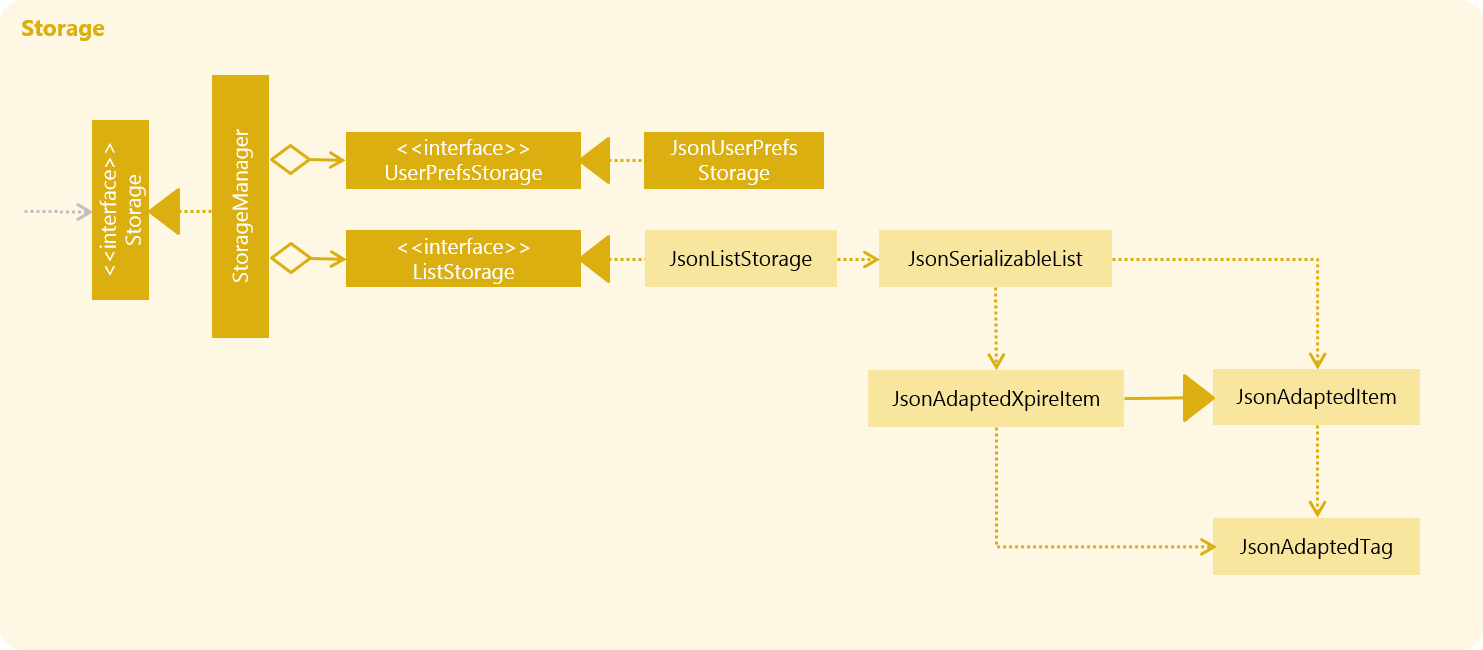 Storage
<<interface>>
Storage
StorageManager
<<interface>>
UserPrefsStorage
JsonUserPrefs
Storage
<<interface>>
ListStorage
JsonListStorage
JsonSerializableList
JsonAdaptedXpireItem
JsonAdaptedItem
JsonAdaptedTag